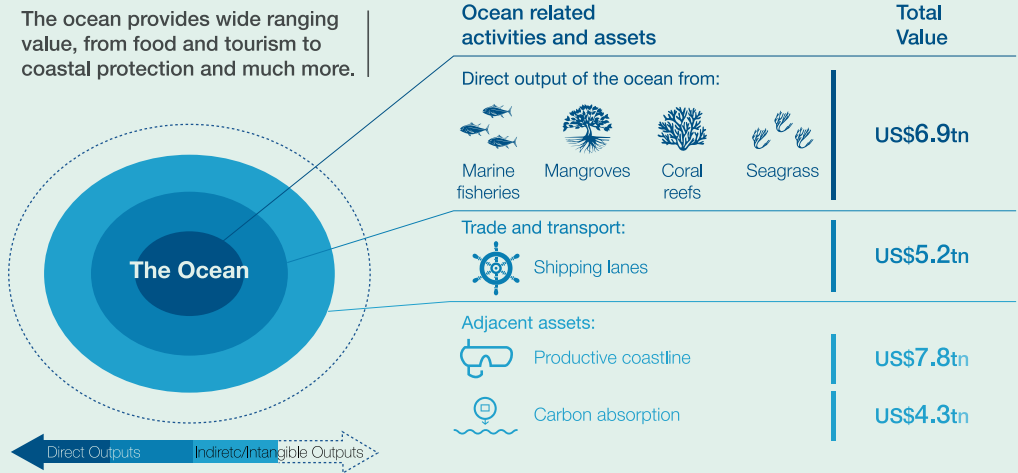 The ocean provides wide ranging
value, from food and tourism to
coastal protection and much more.
Ocean related
activities and assets
Total
Value
Direct output of the ocean from:
Marine
fisheries
Mangroves
Coral
reefs
Seagrass
US$6.9tn
Trade and transport:
Shipping lanes
US$5.2tn
Adjacent assets:
Productive coastline
US$7.8tn
Carbon absorption
US$4.3tn
The Ocean
Direct Outputs
Indiretc/Intangible Outputs